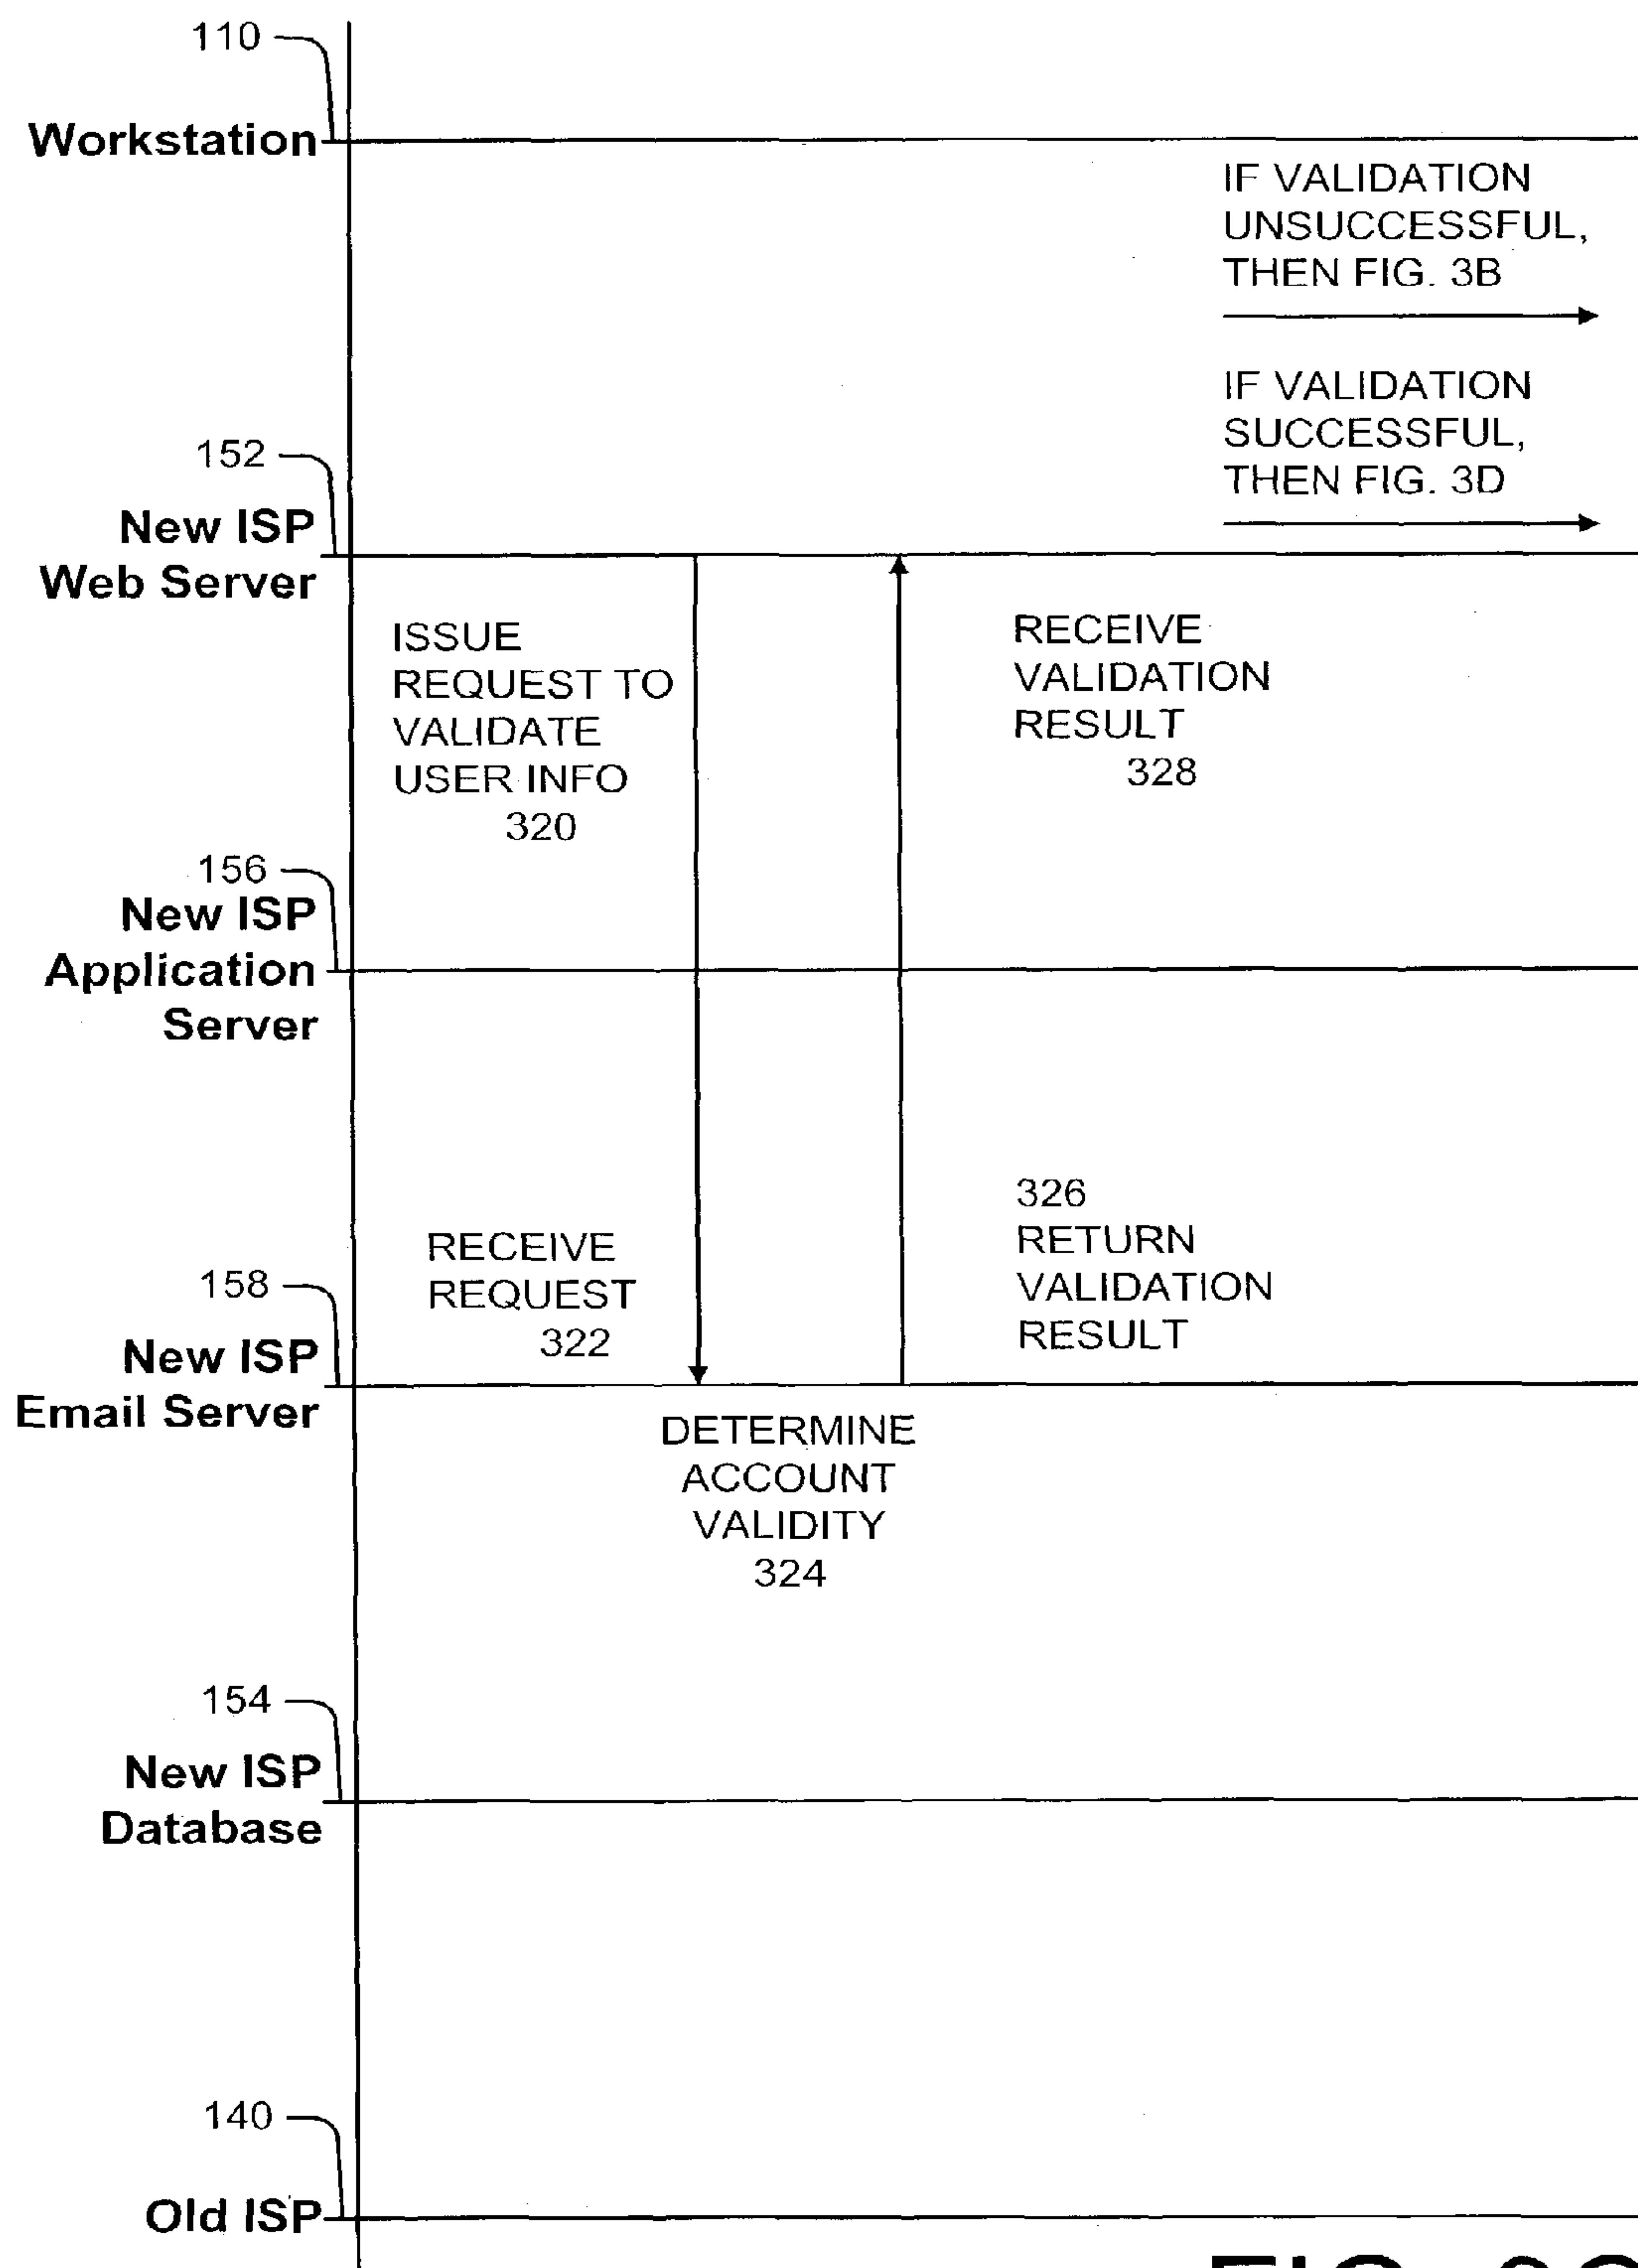 110
Workstation
IF VALIDATION
UNSUCCESSFUL,
THEN FIG. 3B
IF VALIDATION
SUCCESSFUL,
THEN FIG. 3D
152
New ISP
Web Server
ISSUE
REQUEST TO
VALIDATE
USER INFO
320
RECEIVE
VALIDATION
RESULT
328
156
New ISP
Application
Server
RECEIVE
REQUEST
322
326
RETURN
VALIDATION
RESULT
158
New ISP
Email Server
DETERMINE
ACCOUNT
VALIDITY
324
154
New ISP
Database
140
Old ISP